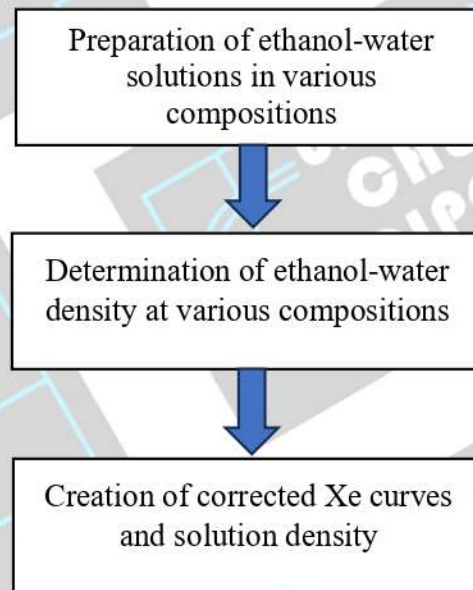 Preparation of ethanol-water
solutions in various
compositions
Determination of ethanol-water
density at various compositions
Creation of corrected Xe curves
and solution density